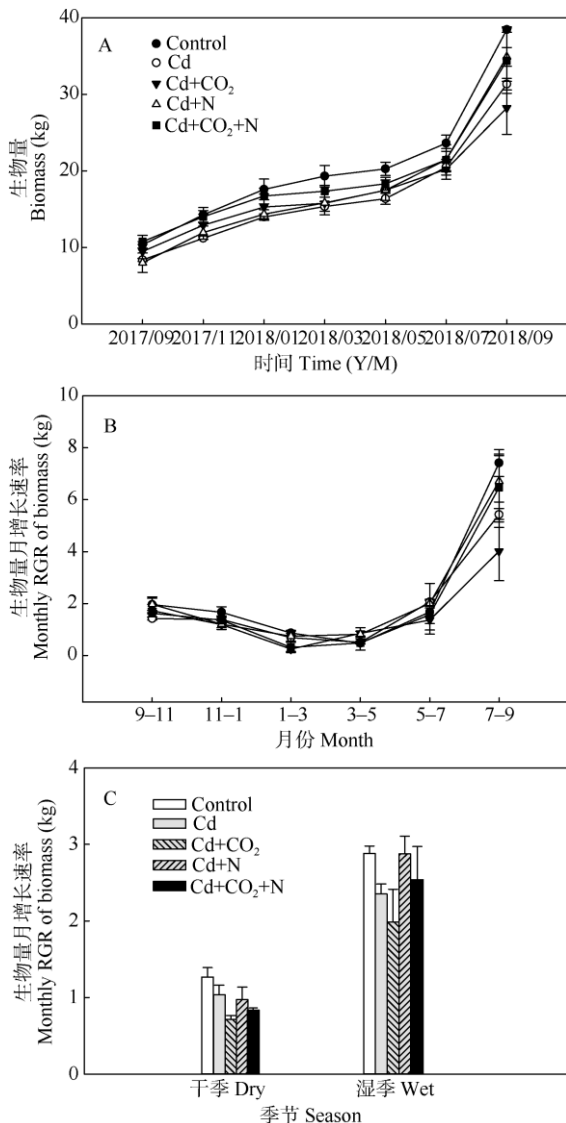 A
Control
Cd
Cd+CO₂
Cd+N
Cd+CO₂+N
生物量
Biomass (kg)
40
30
20
10
0
2017/09 2017/11 2018/01 2018/03 2018/05 2018/07 2018/09
时间 Time (Y/M)
B
生物量月增长速率
Monthly RGR of biomass (kg)
10
8
6
4
2
0
9–11 11–1 1–3 3–5 5–7 7–9
月份 Month
C
Control
Cd
Cd+CO₂
Cd+N
Cd+CO₂+N
生物量月增长速率
Monthly RGR of biomass (kg)
4
3
2
1
0
干季 Dry 湿季 Wet
季节 Season